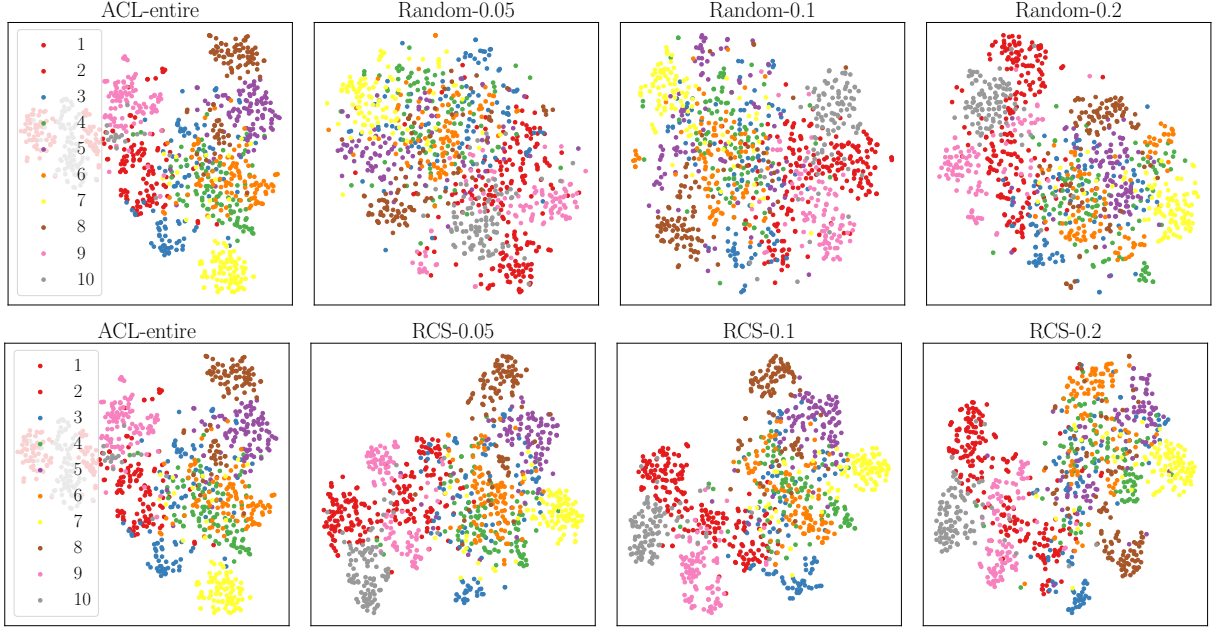 ACL-entire
Random-0.05
Random-0.1
Random-0.2
1
2
3
4
5
6
7
8
9
10
ACL-entire
RCS-0.05
RCS-0.1
RCS-0.2
1
2
3
4
5
6
7
8
9
10